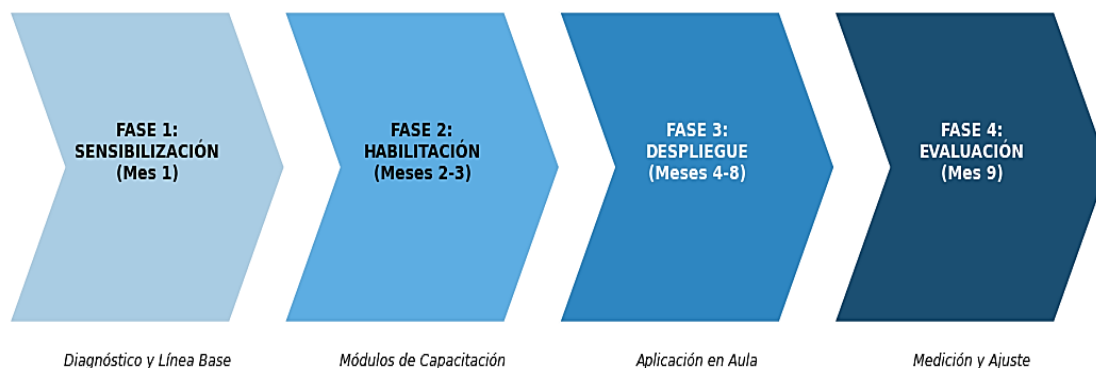 FASE 1:
SENSIBILIZACIÓN
(Mes 1)
FASE 2:
HABILITACIÓN
(Meses 2-3)
FASE 3:
DESPLIEGUE
(Meses 4-8)
FASE 4:
EVALUACIÓN
(Mes 9)
Diagnóstico y Línea Base
Módulos de Capacitación
Aplicación en Aula
Medición y Ajuste